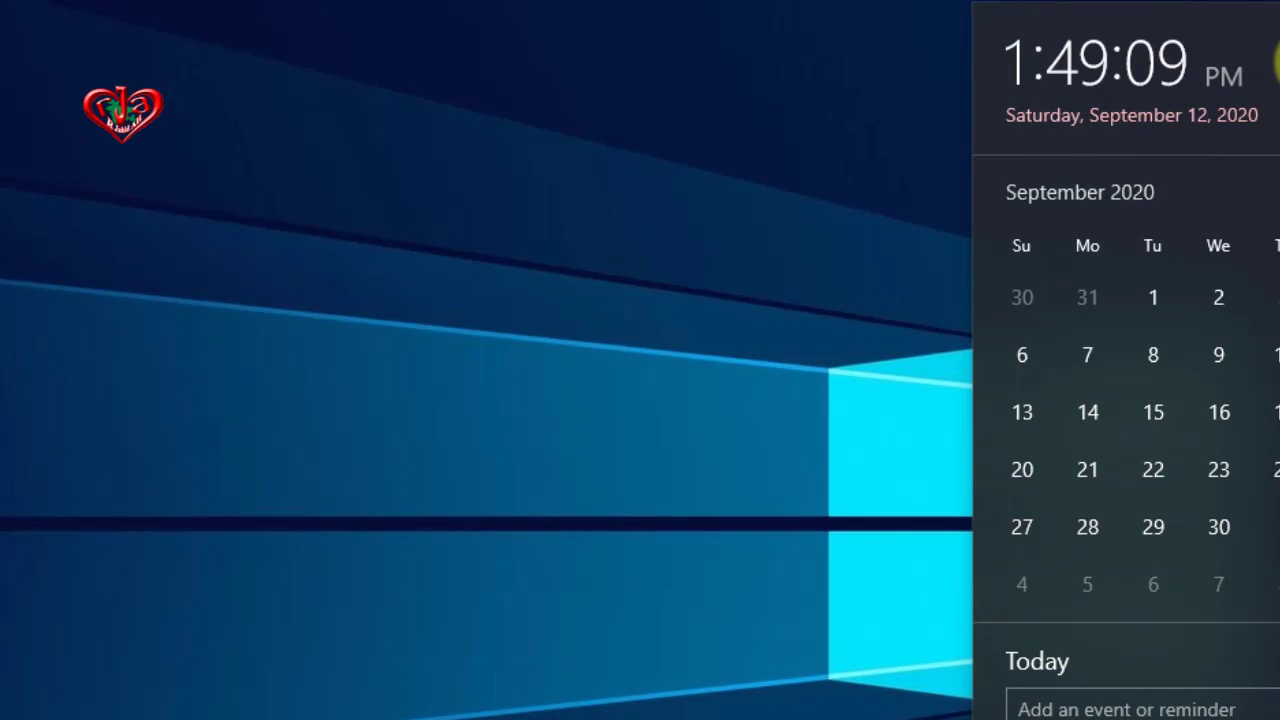 rJa
1:49:09 PM
Saturday, September 12, 2020
September 2020
Su Mo Tu We
30 31 1 2
6 7 8 9
13 14 15 16
20 21 22 23
27 28 29 30
4 5 6 7
Today
Add an event or reminder